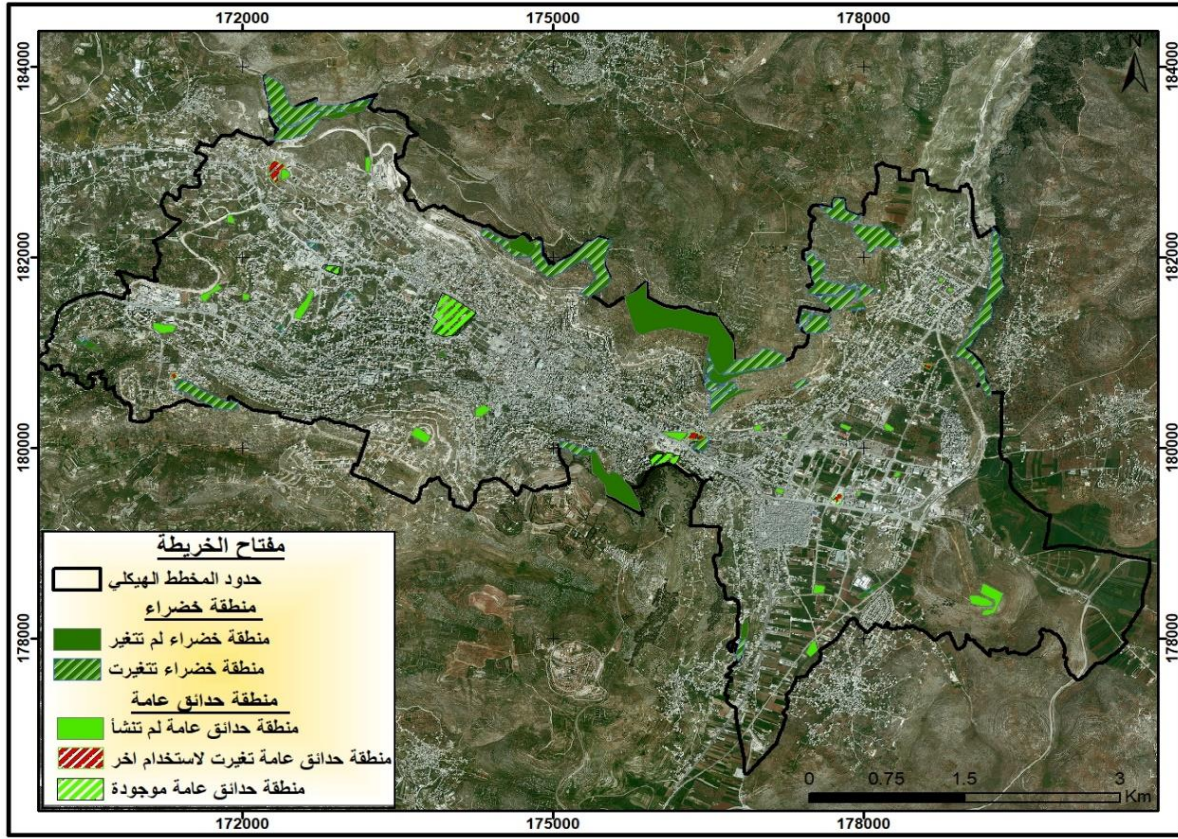 172000 175000 178000
N
184000 184000
182000 182000
180000 180000
178000 178000
مفتاح الخريطة
حدود المخطط الهيكلي
منطقة خضراء
منطقة خضراء لم تتغير
منطقة خضراء تتغيرت
منطقة حدائق عامة
منطقة حدائق عامة لم تنشأ
منطقة حدائق عامة تغيرت لاستخدام اخر
منطقة حدائق عامة موجودة
0 0.75 1.5 3
Km
172000 175000 178000